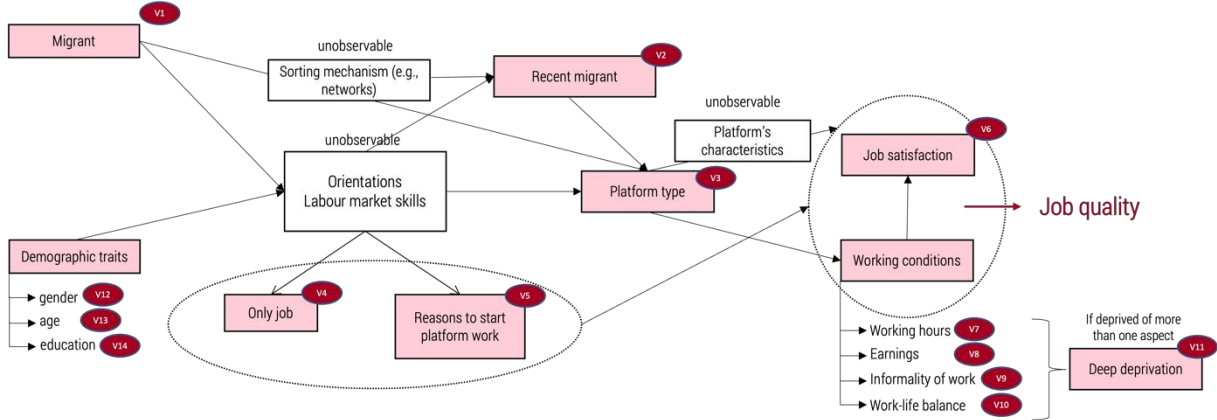 V1
Migrant
unobservable
Sorting mechanism (e.g.,
networks)
V2
Recent migrant
unobservable
Platform's
characteristics
V6
Job satisfaction
unobservable
Orientations
Labour market skills
V3
Platform type
Job quality
Demographic traits
gender V12
age V13
education V14
V4
Only job
V5
Reasons to start
platform work
Working conditions
Working hours V7
Earnings V8
Informality of work V9
Work-life balance V10
If deprived of more
than one aspect
V11
Deep deprivation